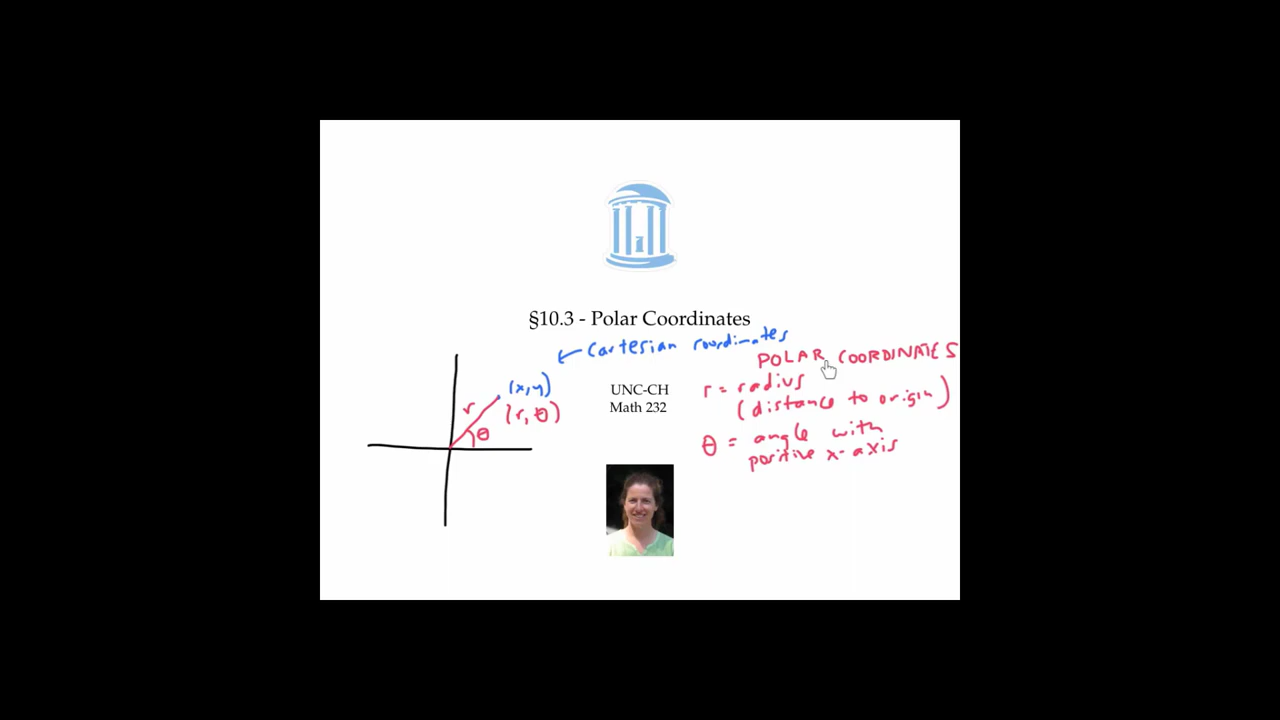 §10.3 - Polar Coordinates
← Cartesian coordinates
POLAR COORDINATES
UNC-CH
Math 232
(x,y)
(r, θ)
r
θ
r = radius
(distance to origin)
θ = angle with
positive x-axis